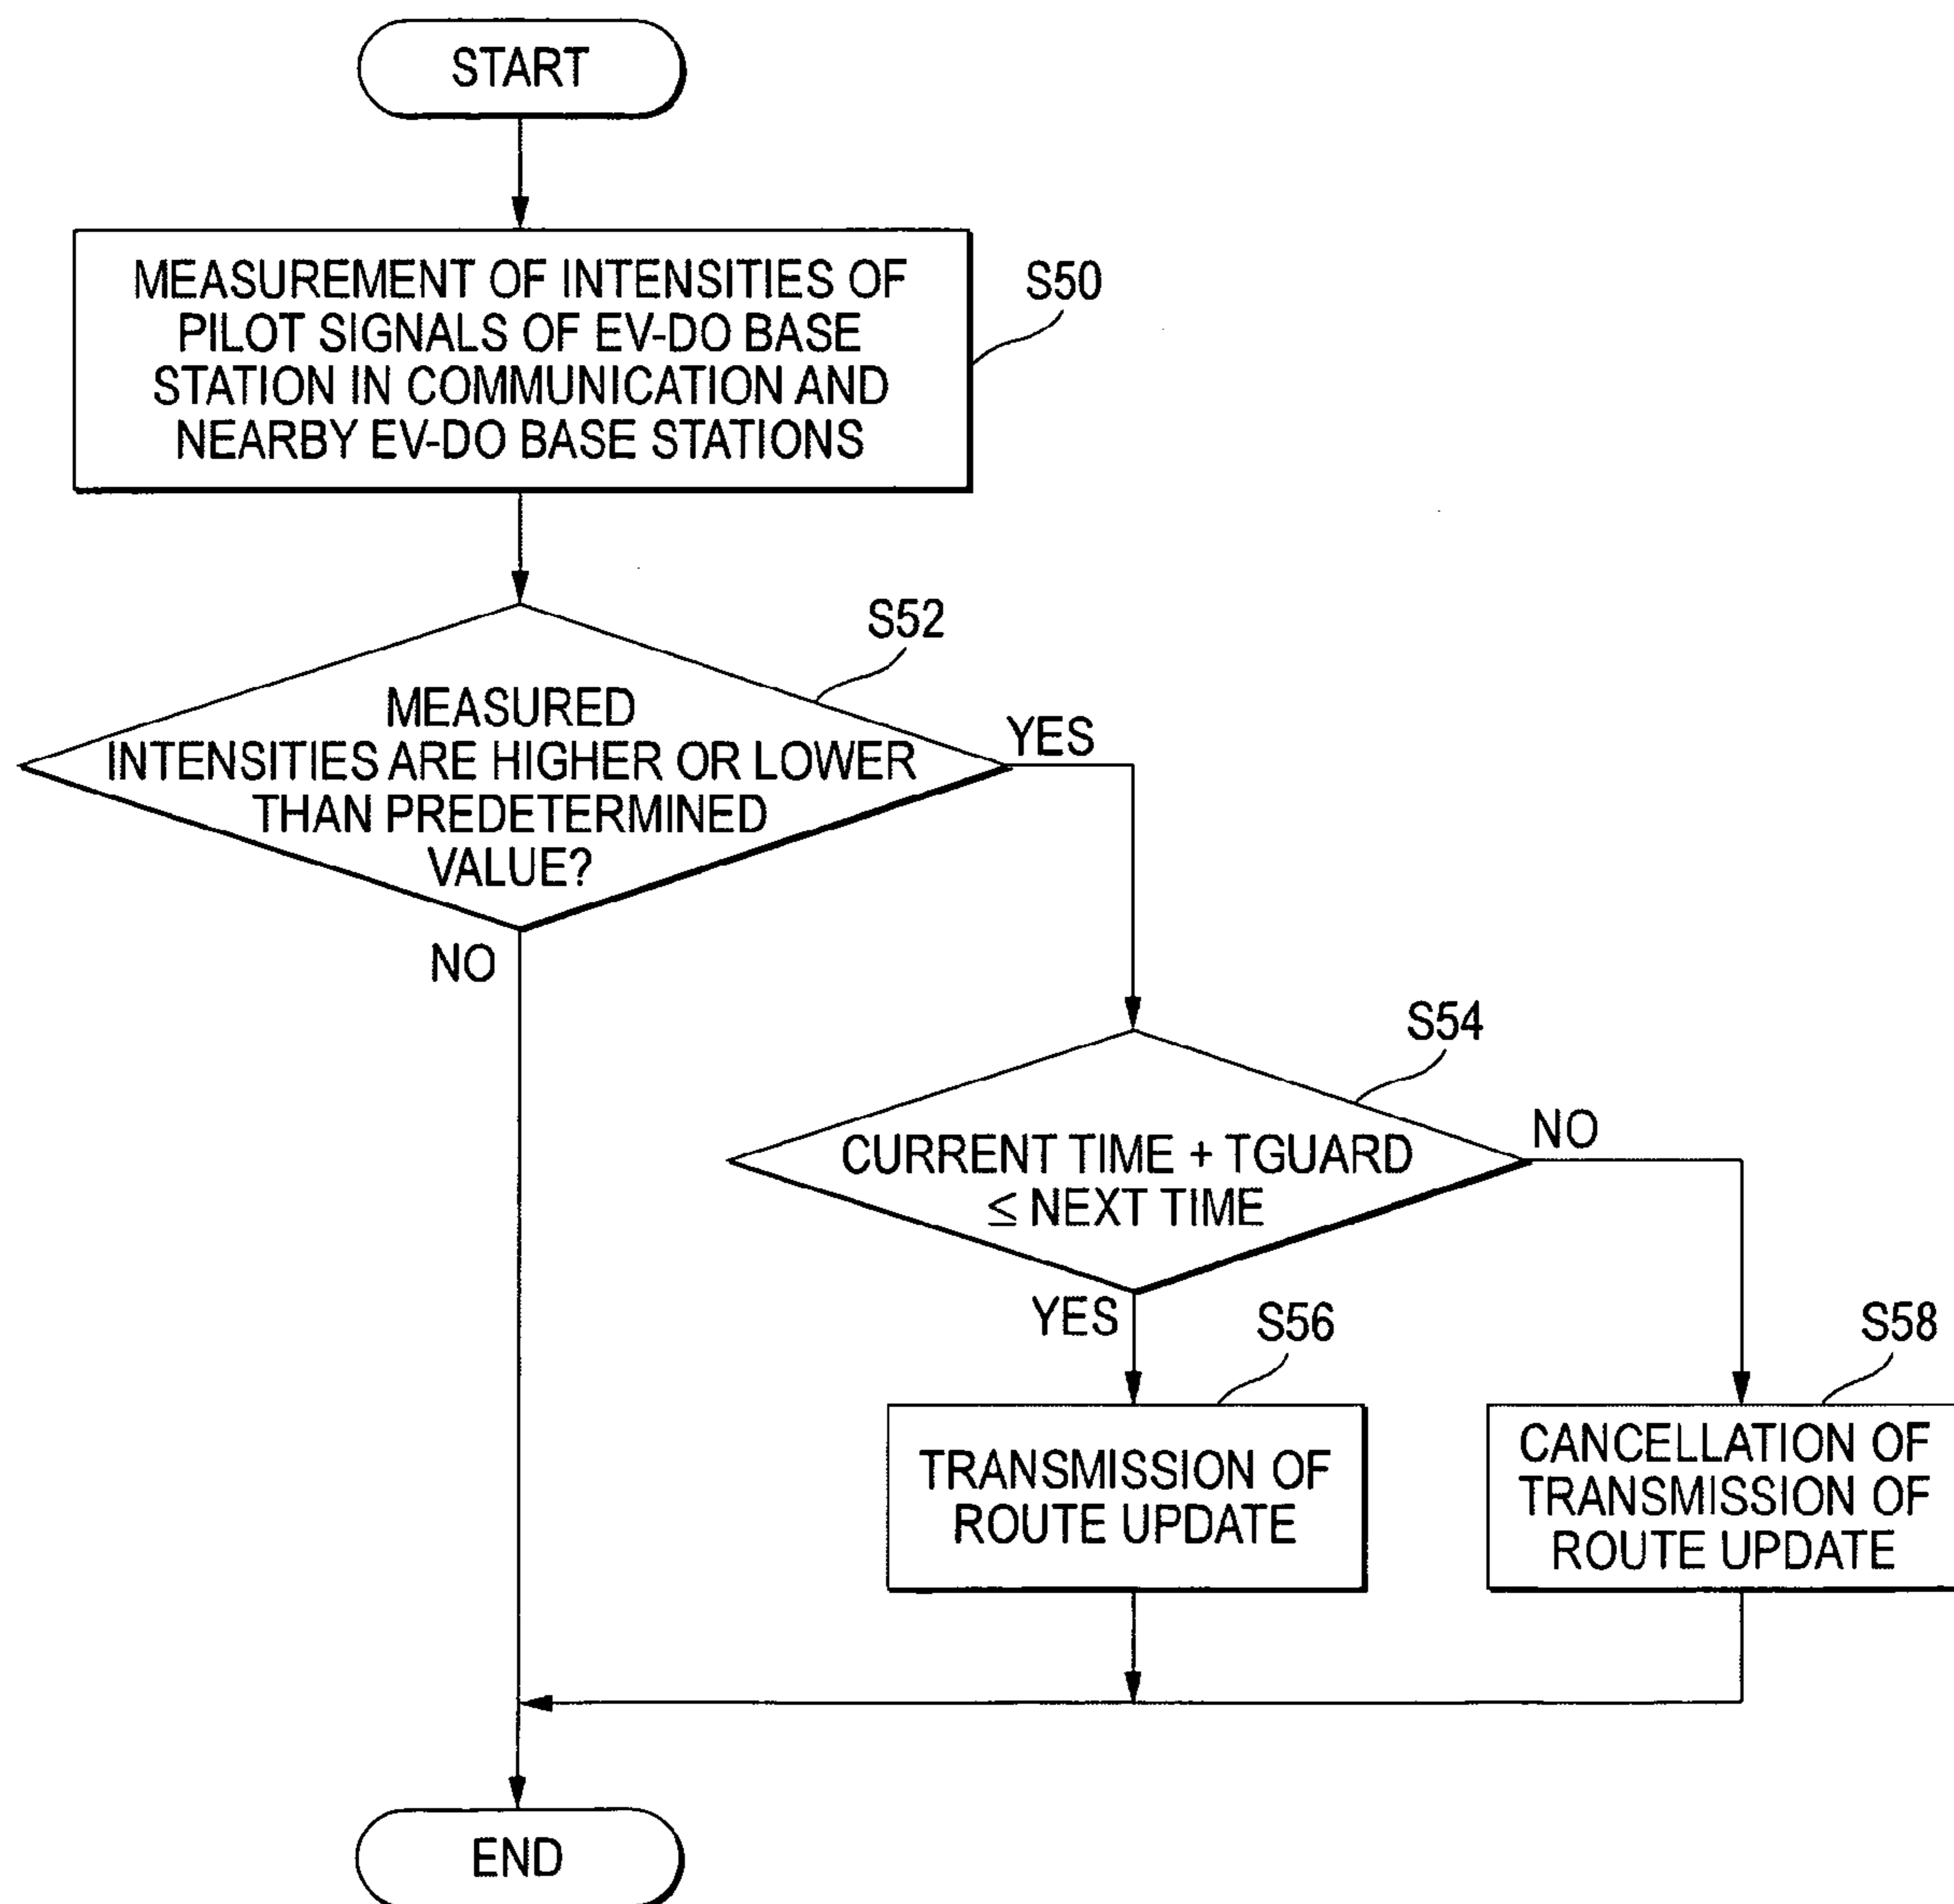 START
MEASUREMENT OF INTENSITIES OF
PILOT SIGNALS OF EV-DO BASE
STATION IN COMMUNICATION AND
NEARBY EV-DO BASE STATIONS
S50
S52
MEASURED
INTENSITIES ARE HIGHER OR LOWER
THAN PREDETERMINED
VALUE?
YES
NO
S54
CURRENT TIME + TGUARD
≤ NEXT TIME
NO
YES
S56
S58
TRANSMISSION OF
ROUTE UPDATE
CANCELLATION OF
TRANSMISSION OF
ROUTE UPDATE
END